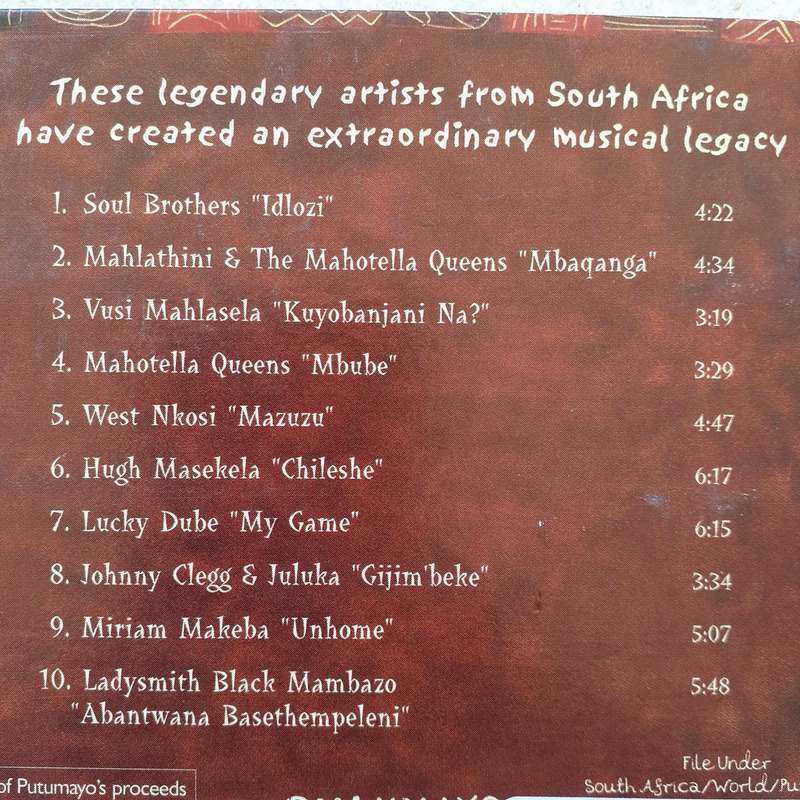 These legendary artists from South Africa
have created an extraordinary musical legacy
1. Soul Brothers "Idlozi" 4:22
2. Mahlathini & The Mahotella Queens "Mbaqanga" 4:34
3. Vusi Mahlasela "Kuyobanjani Na?" 3:19
4. Mahotella Queens "Mbube" 3:29
5. West Nkosi "Mazuzu" 4:47
6. Hugh Masekela "Chileshe" 6:17
7. Lucky Dube "My Game" 6:15
8. Johnny Clegg & Juluka "Gijim'beke" 3:34
9. Miriam Makeba "Unhome" 5:07
10. Ladysmith Black Mambazo 5:48
"Abantwana Basethempeleni"
File Under
of Putumayo's proceeds South Africa/World/Pu